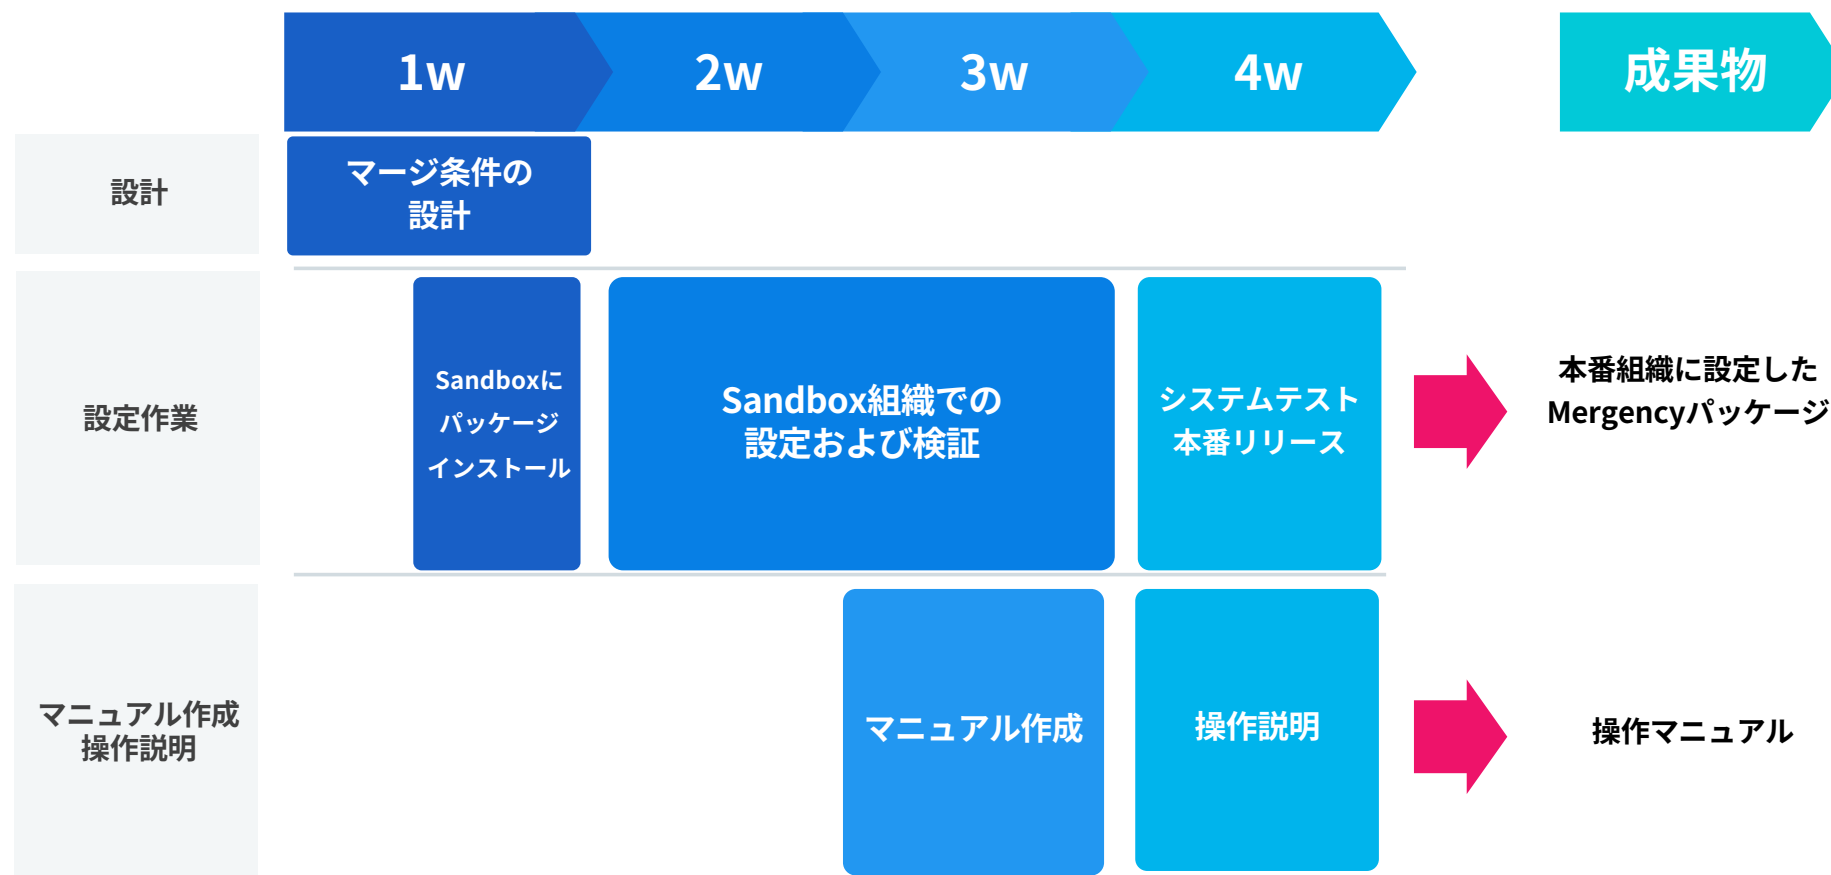 1w
2w
3w
4w
成果物
設計
マージ条件の
設計
設定作業
Sandboxに
パッケージ
インストール
Sandbox組織での
設定および検証
システムテスト
本番リリース
本番組織に設定した
Mergencyパッケージ
マニュアル作成
操作説明
マニュアル作成
操作説明
操作マニュアル